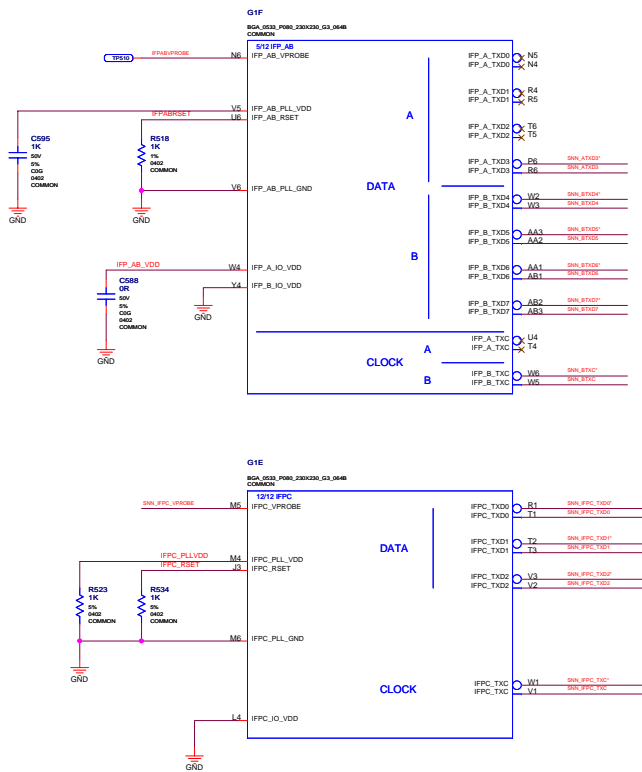 G1F
BGA_0533_P080_230X230_G3_064B
COMMON
5/12 IFP_AB
TP510
IFPABVPROBE
N6
IFP_AB_VPROBE
IFP_A_TXD0
N5
IFP_A_TXD0
N4
IFP_A_TXD1
R4
IFP_A_TXD1
R5
V5
IFP_AB_PLL_VDD
IFPABRSET
U6
IFP_AB_RSET
A
C595
1K
50V
5%
C0G
0402
COMMON
R518
1K
1%
0402
COMMON
IFP_A_TXD2
T6
IFP_A_TXD2
T5
IFP_A_TXD3
P6
SNN_ATXD3*
IFP_A_TXD3
R6
SNN_ATXD3
V6
IFP_AB_PLL_GND
DATA
GND
GND
IFP_B_TXD4
W2
SNN_BTXD4*
IFP_B_TXD4
W3
SNN_BTXD4
IFP_B_TXD5
AA3
SNN_BTXD5*
IFP_B_TXD5
AA2
SNN_BTXD5
B
IFP_AB_VDD
W4
IFP_A_IO_VDD
IFP_B_TXD6
AA1
SNN_BTXD6*
IFP_B_TXD6
AB1
SNN_BTXD6
Y4
IFP_B_IO_VDD
C588
0R
50V
5%
C0G
0402
COMMON
GND
GND
IFP_B_TXD7
AB2
SNN_BTXD7*
IFP_B_TXD7
AB3
SNN_BTXD7
IFP_A_TXC
U4
IFP_A_TXC
T4
A
CLOCK
B
IFP_B_TXC
W6
SNN_BTXC*
IFP_B_TXC
W5
SNN_BTXC
G1E
BGA_0533_P080_230X230_G3_064B
COMMON
12/12 IFPC
SNN_IFPC_VPROBE
M5
IFPC_VPROBE
IFPC_TXD0
R1
SNN_IFPC_TXD0*
IFPC_TXD0
T1
SNN_IFPC_TXD0
DATA
IFPC_TXD1
T2
SNN_IFPC_TXD1*
IFPC_TXD1
T3
SNN_IFPC_TXD1
IFPC_PLLVDD
M4
IFPC_PLL_VDD
IFPC_RSET
J3
IFPC_RSET
IFPC_TXD2
V3
SNN_IFPC_TXD2*
IFPC_TXD2
V2
SNN_IFPC_TXD2
R523
1K
5%
0402
COMMON
R534
1K
5%
0402
COMMON
M6
IFPC_PLL_GND
GND
CLOCK
IFPC_TXC
W1
SNN_IFPC_TXC*
IFPC_TXC
V1
SNN_IFPC_TXC
L4
IFPC_IO_VDD
GND